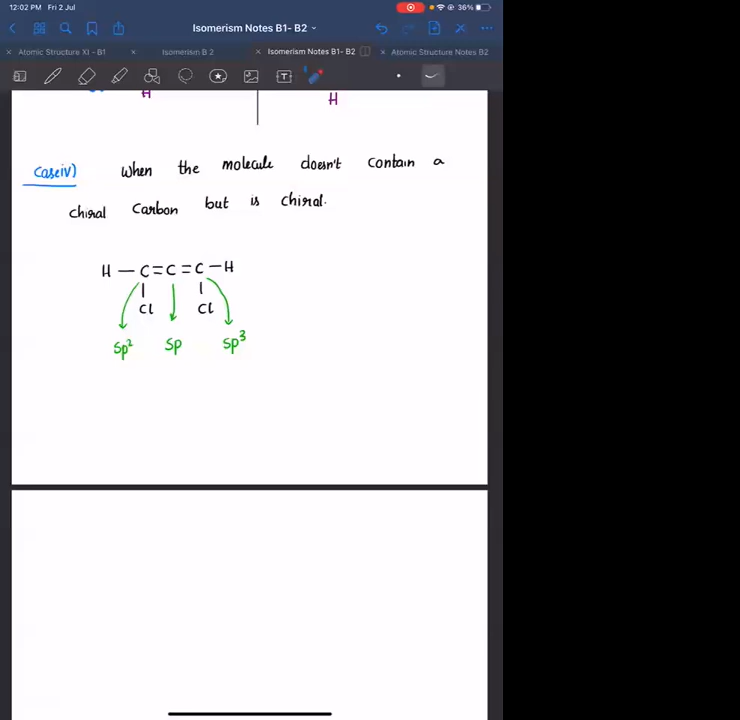 12:02 PM Fri 2 Jul
36%
Isomerism Notes B1- B2
Atomic Structure XI - B1
Isomerism B 2
Isomerism Notes B1- B2
Atomic Structure Notes B2
H
H
Case iv) When the molecule doesn't contain a
chiral carbon but is chiral.
H — C = C = C — H
Cl Cl
Sp² Sp Sp³